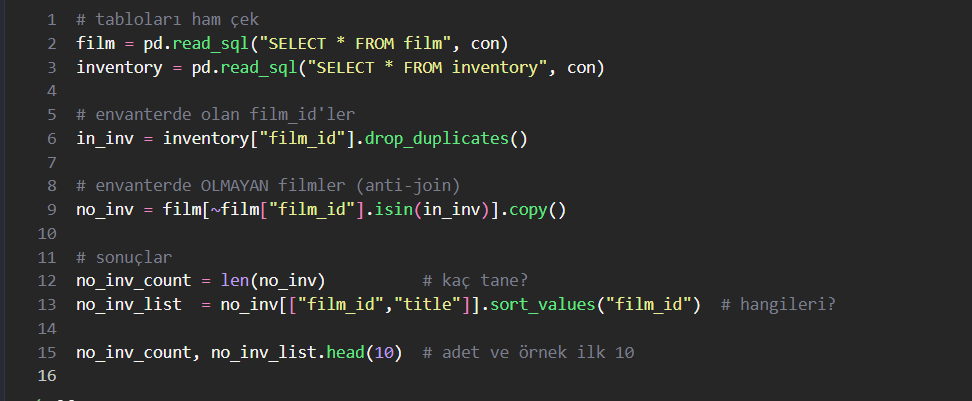 1 # tabloları ham çek
2 film = pd.read_sql("SELECT * FROM film", con)
3 inventory = pd.read_sql("SELECT * FROM inventory", con)
4
5 # envanterde olan film_id'ler
6 in_inv = inventory["film_id"].drop_duplicates()
7
8 # envanterde OLMAYAN filmler (anti-join)
9 no_inv = film[~film["film_id"].isin(in_inv)].copy()
10
11 # sonuçlar
12 no_inv_count = len(no_inv)          # kaç tane?
13 no_inv_list  = no_inv[["film_id","title"]].sort_values("film_id")  # hangileri?
14
15 no_inv_count, no_inv_list.head(10)  # adet ve örnek ilk 10
16